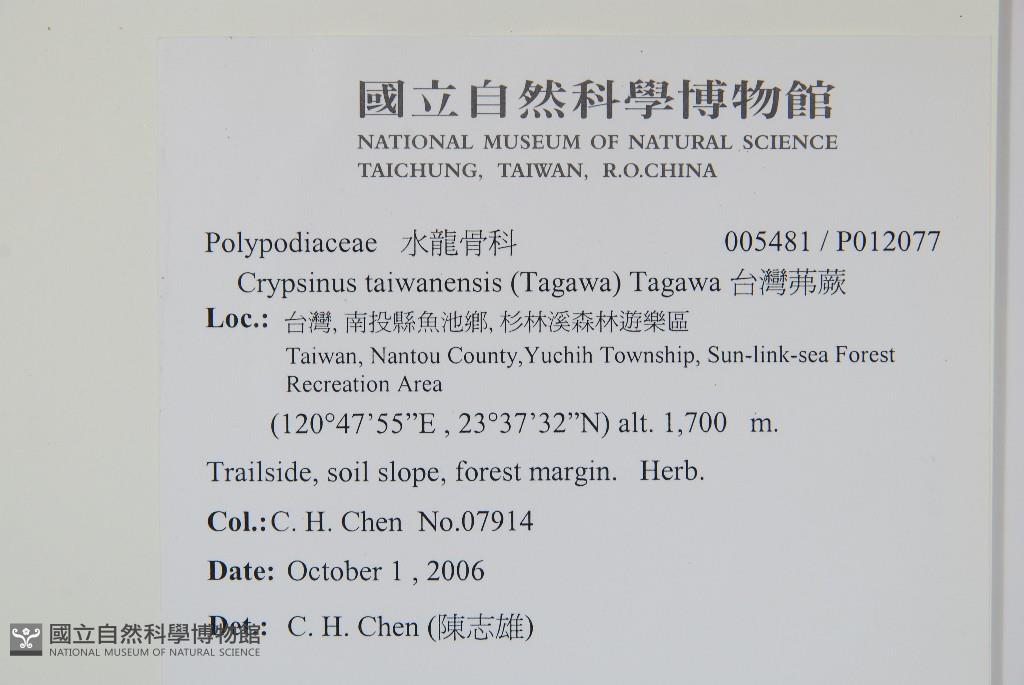 國立自然科學博物館
NATIONAL MUSEUM OF NATURAL SCIENCE
TAICHUNG, TAIWAN, R.O.CHINA
Polypodiaceae 水龍骨科 005481 / P012077
Crypsinus taiwanensis (Tagawa) Tagawa 台灣茀蕨
Loc.: 台灣, 南投縣魚池鄉, 杉林溪森林遊樂區
Taiwan, Nantou County,Yuchih Township, Sun-link-sea Forest
Recreation Area
(120°47’55”E , 23°37’32”N) alt. 1,700 m.
Trailside, soil slope, forest margin. Herb.
Col.: C. H. Chen No.07914
Date: October 1 , 2006
Det.: C. H. Chen (陳志雄)
國立自然科學博物館
NATIONAL MUSEUM OF NATURAL SCIENCE